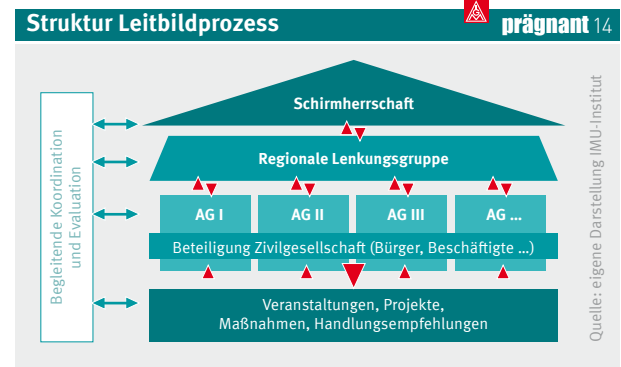 Struktur Leitbildprozess
prägnant 14
Schirmherrschaft
Regionale Lenkungsgruppe
AG I
AG II
AG III
AG ...
Beteiligung Zivilgesellschaft (Bürger, Beschäftigte ...)
Veranstaltungen, Projekte,
Maßnahmen, Handlungsempfehlungen
Begleitende Koordination
und Evaluation
Quelle: eigene Darstellung IMU-Institut